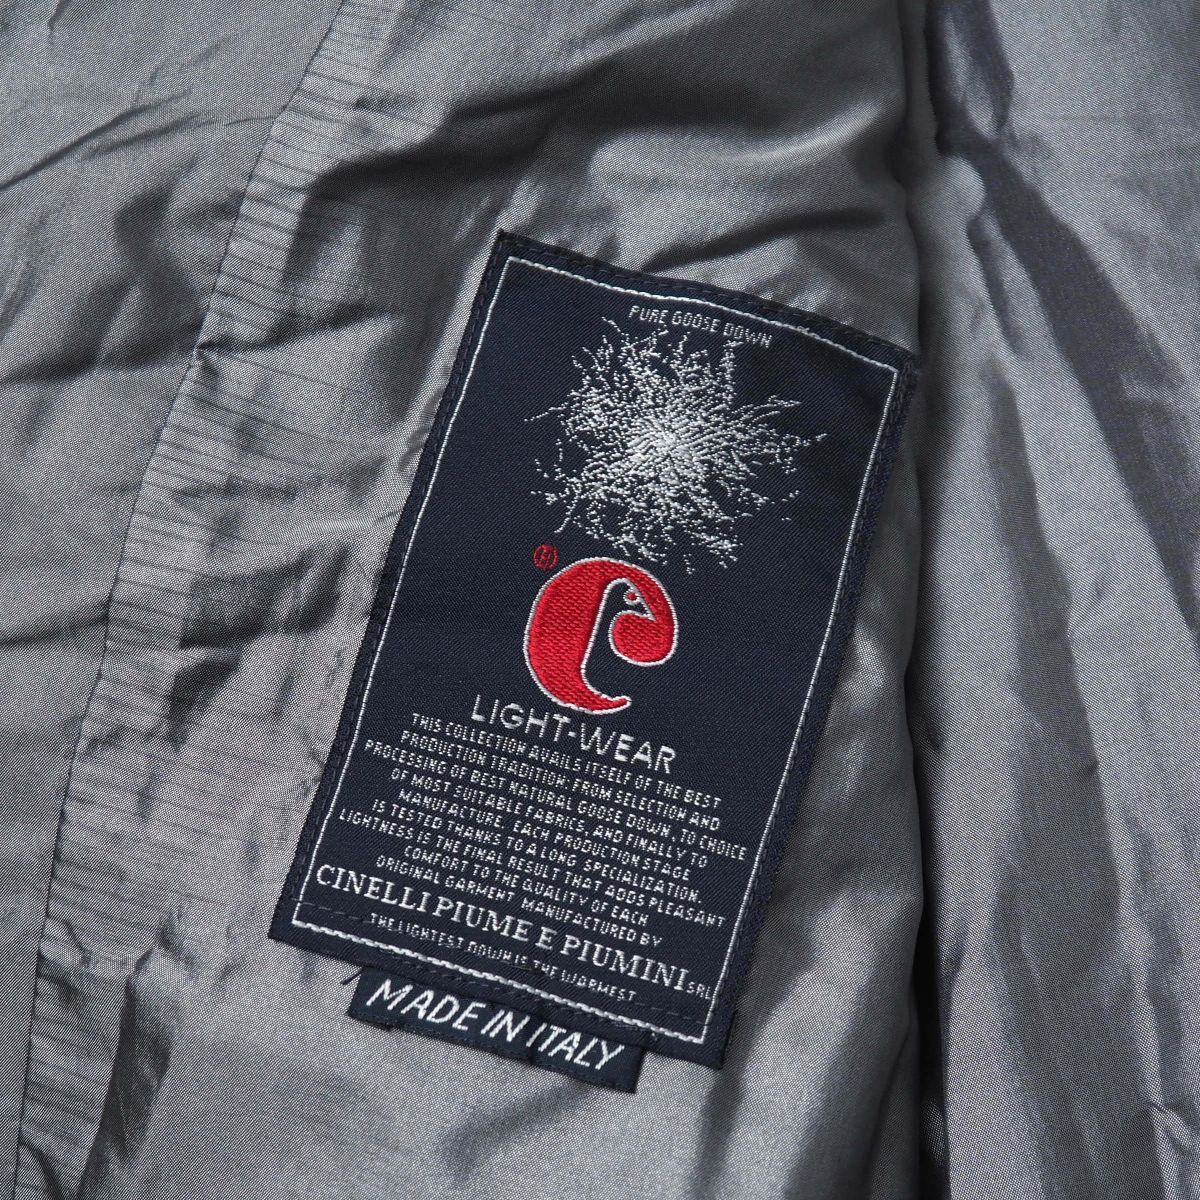 PURE GOOSE DOWN
®
LIGHT-WEAR
THIS COLLECTION AVAILS ITSELF OF THE BEST
PRODUCTION TRADITION: FROM SELECTION AND
PROCESSING OF BEST NATURAL GOOSE DOWN, TO CHOICE
OF MOST SUITABLE FABRICS, AND FINALLY TO
MANUFACTURE. EACH PRODUCTION STAGE
IS TESTED THANKS TO A LONG SPECIALIZATION.
LIGHTNESS IS THE FINAL RESULT THAT ADDS PLEASANT
COMFORT TO THE QUALITY OF EACH
ORIGINAL GARMENT MANUFACTURED BY
CINELLI PIUME E PIUMINI SRL
THE LIGHTEST DOWN IS THE WARMEST
MADE IN ITALY